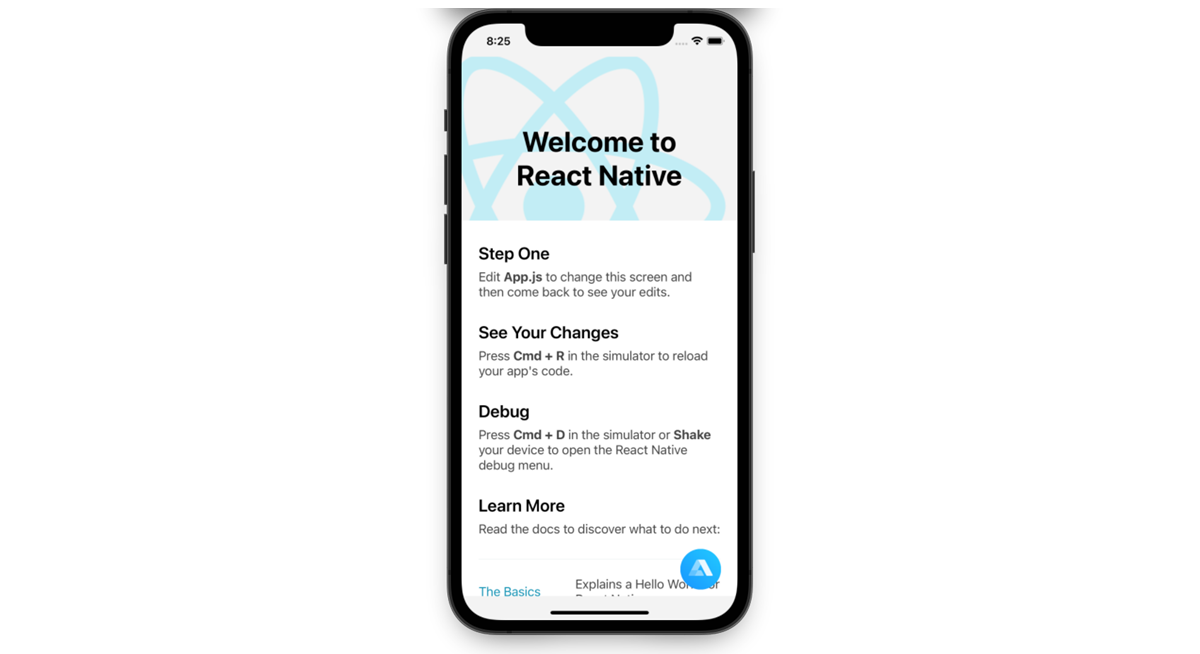 8:25
Welcome to
React Native
Step One
Edit App.js to change this screen and
then come back to see your edits.
See Your Changes
Press Cmd + R in the simulator to reload
your app's code.
Debug
Press Cmd + D in the simulator or Shake
your device to open the React Native
debug menu.
Learn More
Read the docs to discover what to do next:
The Basics
Explains a Hello